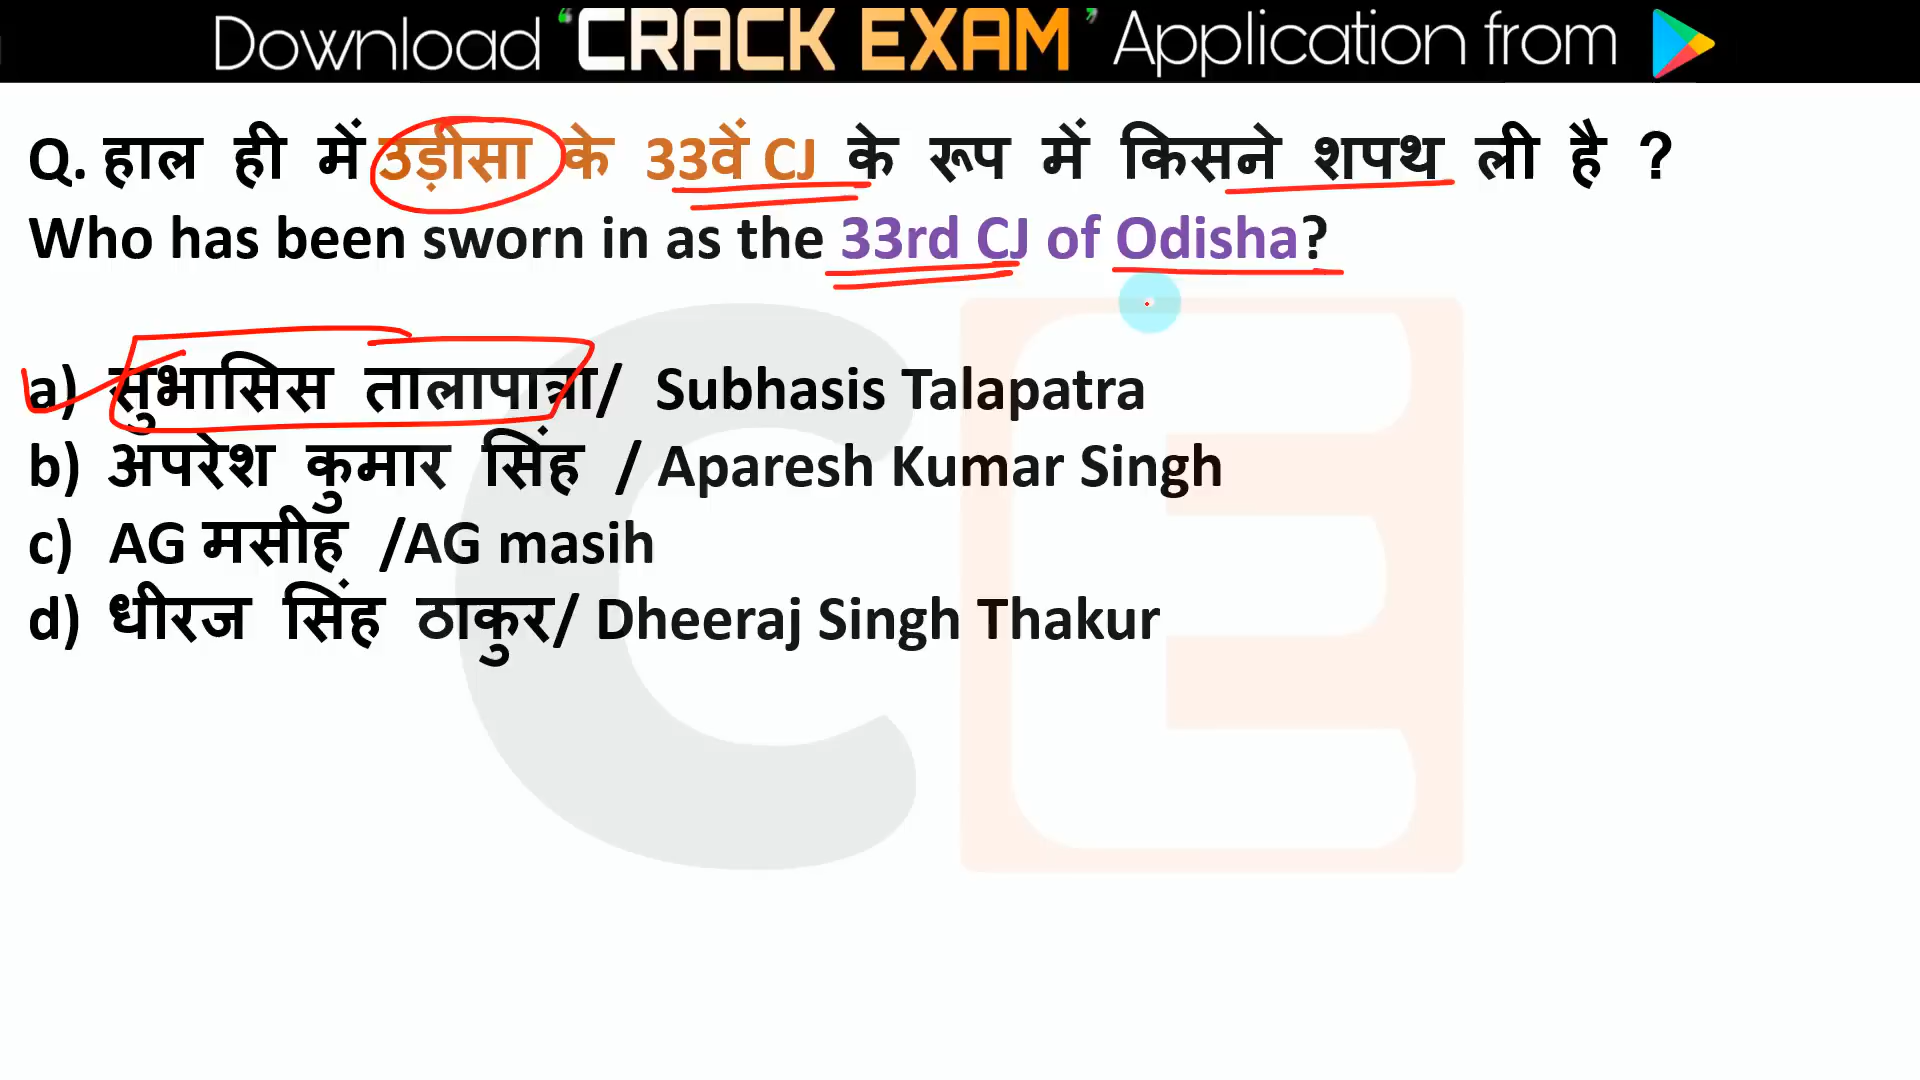 Download "CRACK EXAM" Application from
Q. हाल ही में उड़ीसा के 33वें CJ के रूप में किसने शपथ ली है ?
Who has been sworn in as the 33rd CJ of Odisha?
a) सुभासिस तालापात्रा/ Subhasis Talapatra
b) अपरेश कुमार सिंह / Aparesh Kumar Singh
c) AG मसीह /AG masih
d) धीरज सिंह ठाकुर/ Dheeraj Singh Thakur
CE